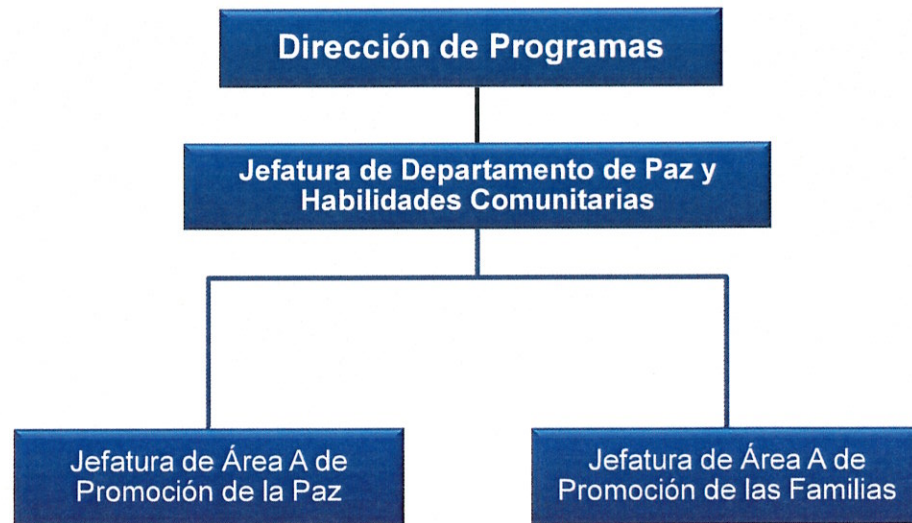 Dirección de Programas
Jefatura de Departamento de Paz y
Habilidades Comunitarias
Jefatura de Área A de
Promoción de la Paz
Jefatura de Área A de
Promoción de las Familias